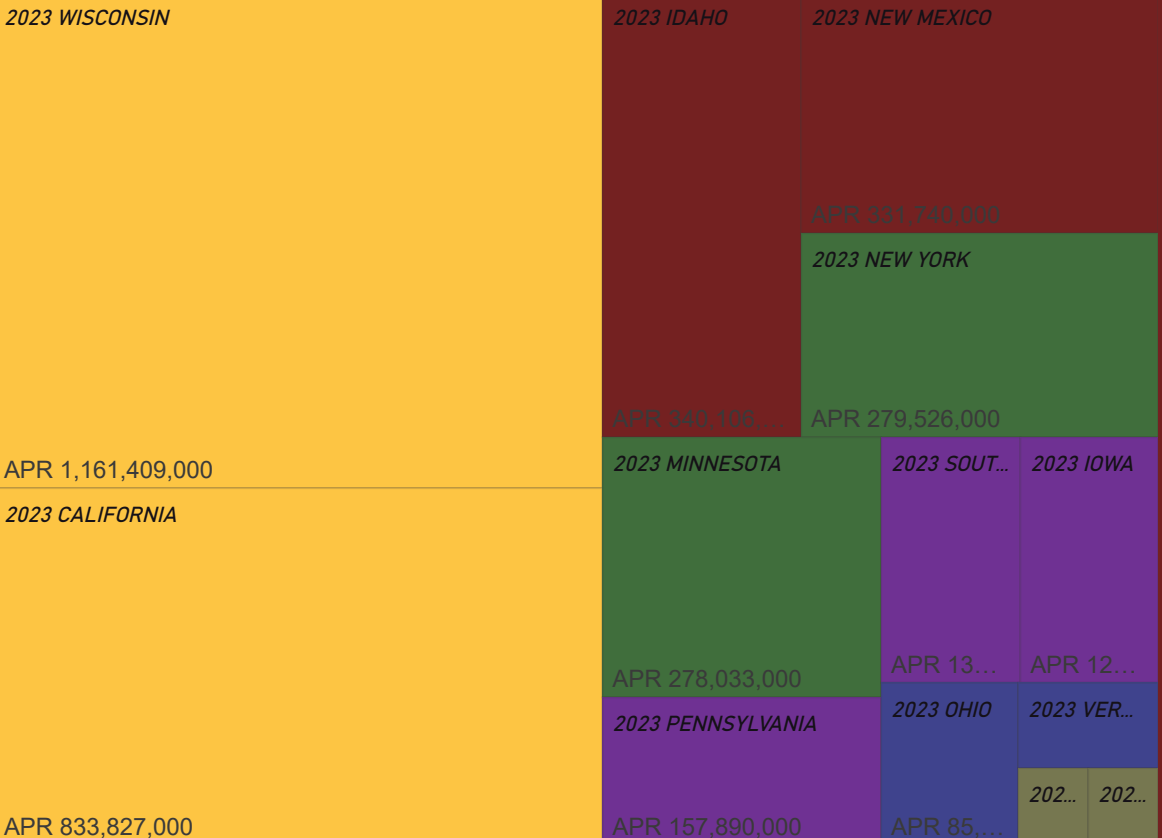 2023 WISCONSIN
APR 1,161,409,000
2023 CALIFORNIA
APR 833,827,000
2023 IDAHO
APR 340,106,...
2023 NEW MEXICO
APR 331,740,000
2023 NEW YORK
APR 279,526,000
2023 MINNESOTA
APR 278,033,000
2023 PENNSYLVANIA
APR 157,890,000
2023 SOUT...
APR 13...
2023 IOWA
APR 12...
2023 OHIO
APR 85,...
2023 VER...
202...
202...